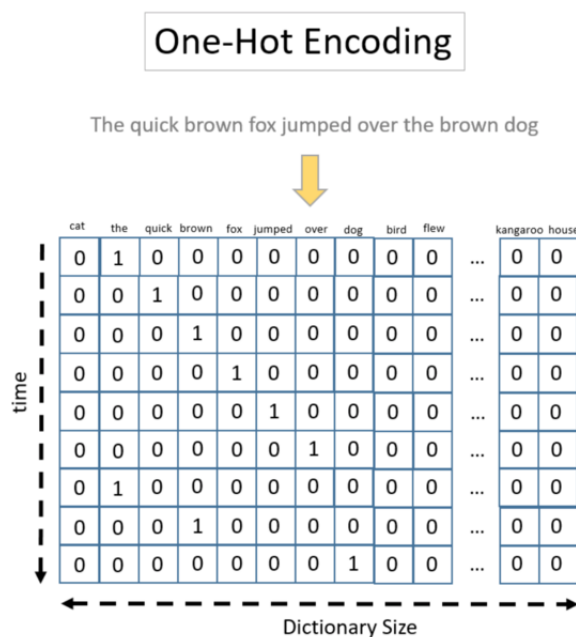 One-Hot Encoding
The quick brown fox jumped over the brown dog
cat the quick brown fox jumped over dog bird flew kangaroo house
0 1 0 0 0 0 0 0 0 0 ... 0 0
0 0 1 0 0 0 0 0 0 0 ... 0 0
0 0 0 1 0 0 0 0 0 0 ... 0 0
0 0 0 0 1 0 0 0 0 0 ... 0 0
0 0 0 0 0 1 0 0 0 0 ... 0 0
0 0 0 0 0 0 1 0 0 0 ... 0 0
0 1 0 0 0 0 0 0 0 0 ... 0 0
0 0 0 1 0 0 0 0 0 0 ... 0 0
0 0 0 0 0 0 0 1 0 0 ... 0 0
time
Dictionary Size